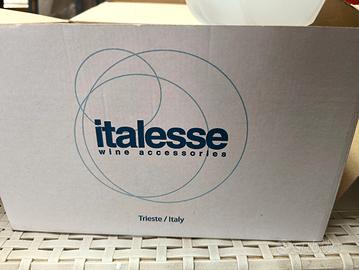 italesse
wine accessories
Trieste / Italy